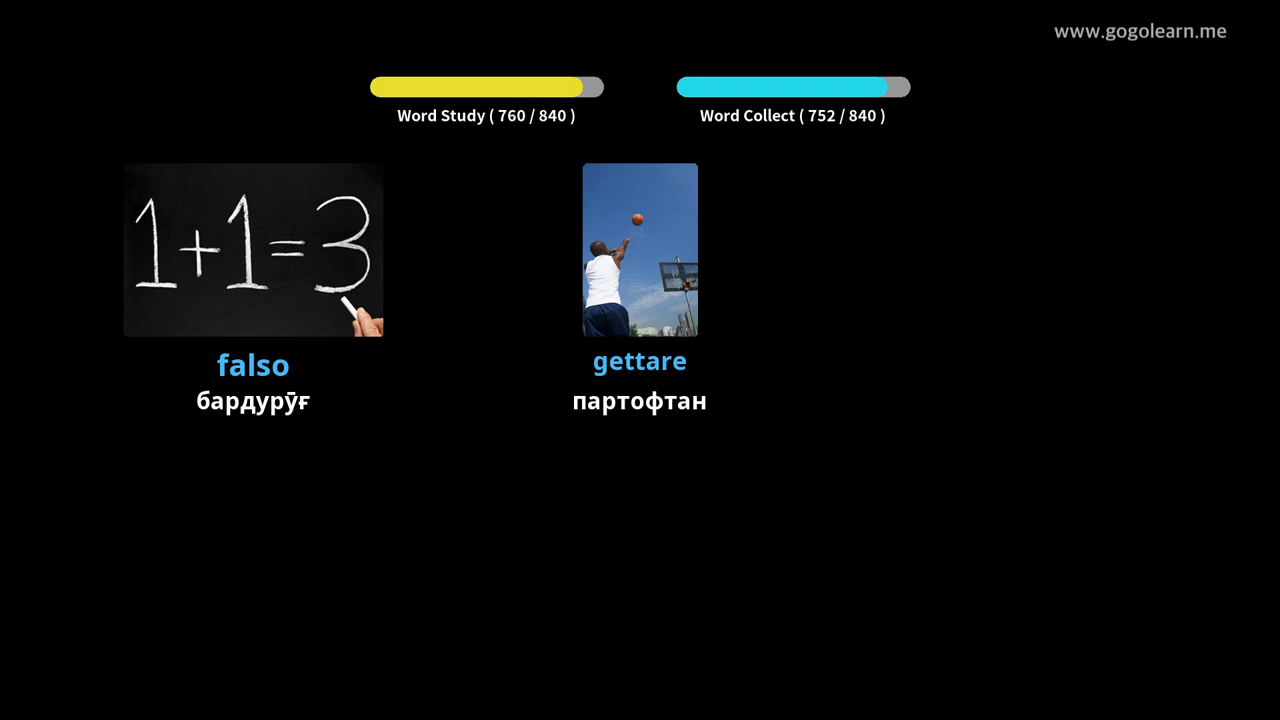 www.gogolearn.me
Word Study ( 760 / 840 )
Word Collect ( 752 / 840 )
1+1=3
falso
бардурӯғ
gettare
партофтан